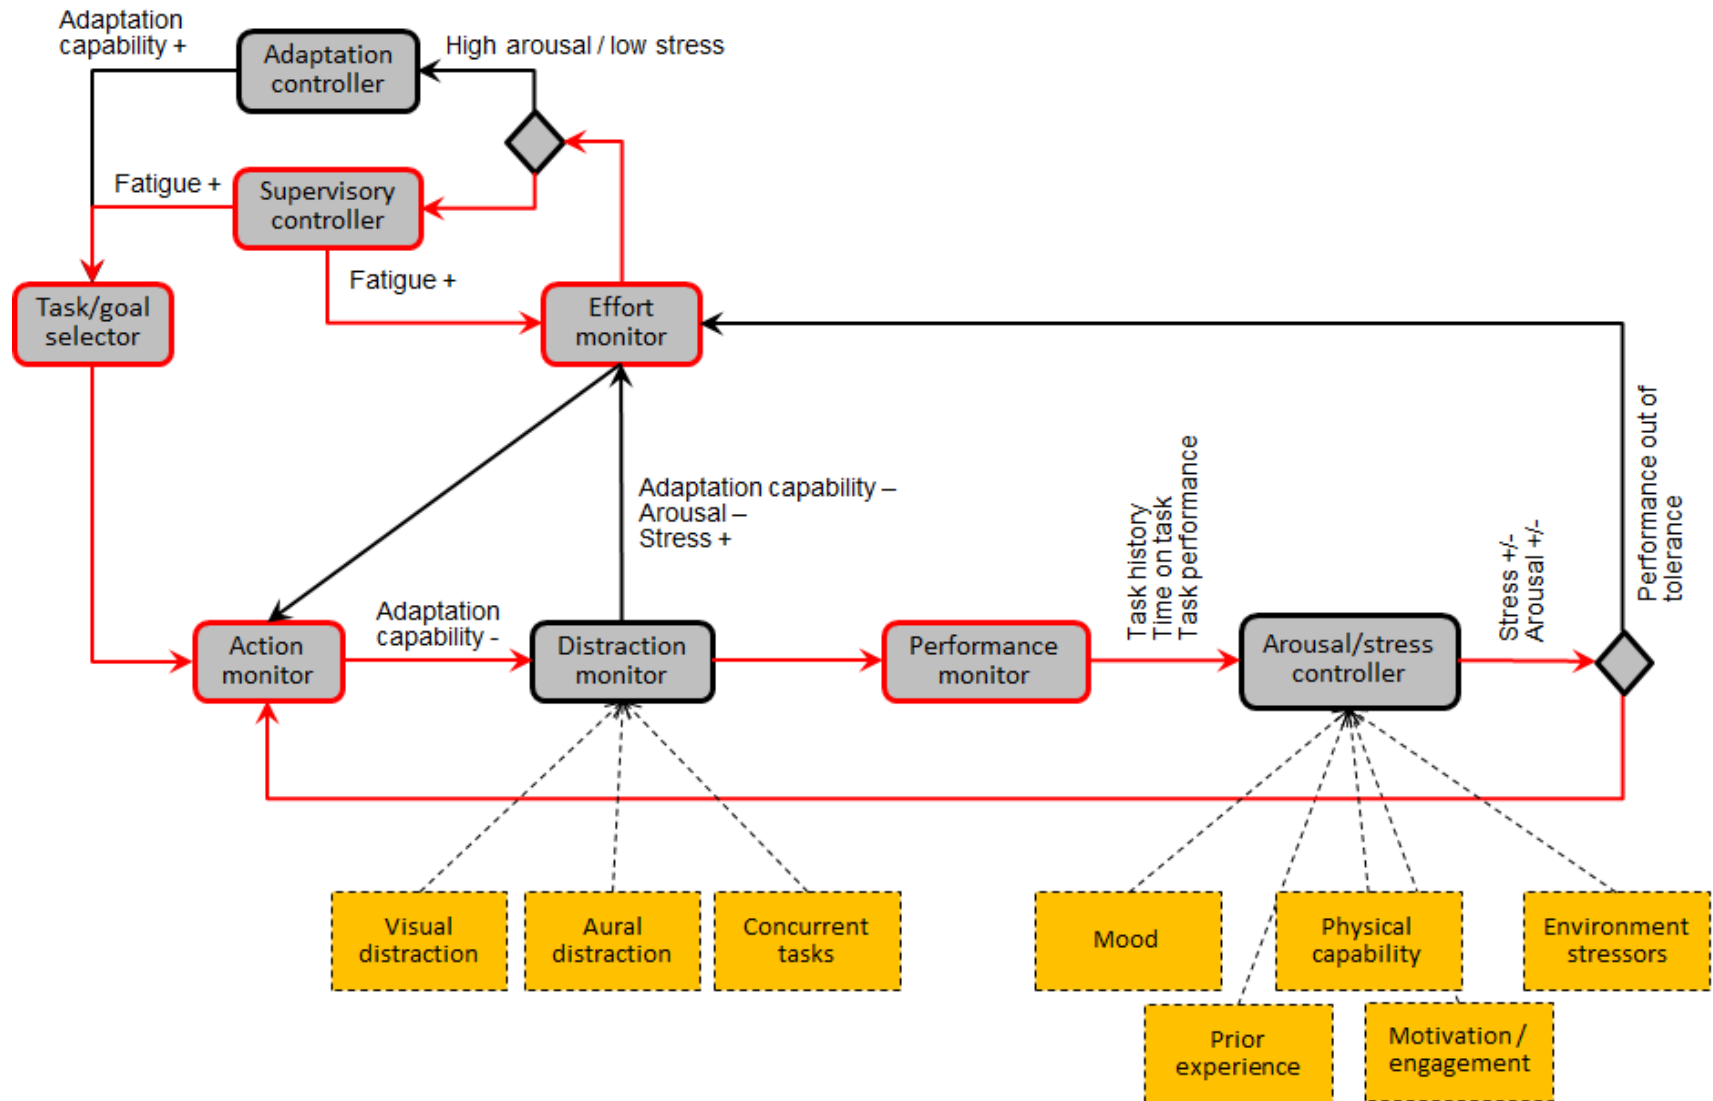 Adaptation
capability +
Adaptation
controller
High arousal / low stress
Fatigue +
Supervisory
controller
Fatigue +
Task/goal
selector
Effort
monitor
Performance out of
tolerance
Adaptation capability –
Arousal –
Stress +
Task history
Time on task
Task performance
Stress +/-
Arousal +/-
Action
monitor
Adaptation
capability -
Distraction
monitor
Performance
monitor
Arousal/stress
controller
Visual
distraction
Aural
distraction
Concurrent
tasks
Mood
Physical
capability
Environment
stressors
Prior
experience
Motivation /
engagement